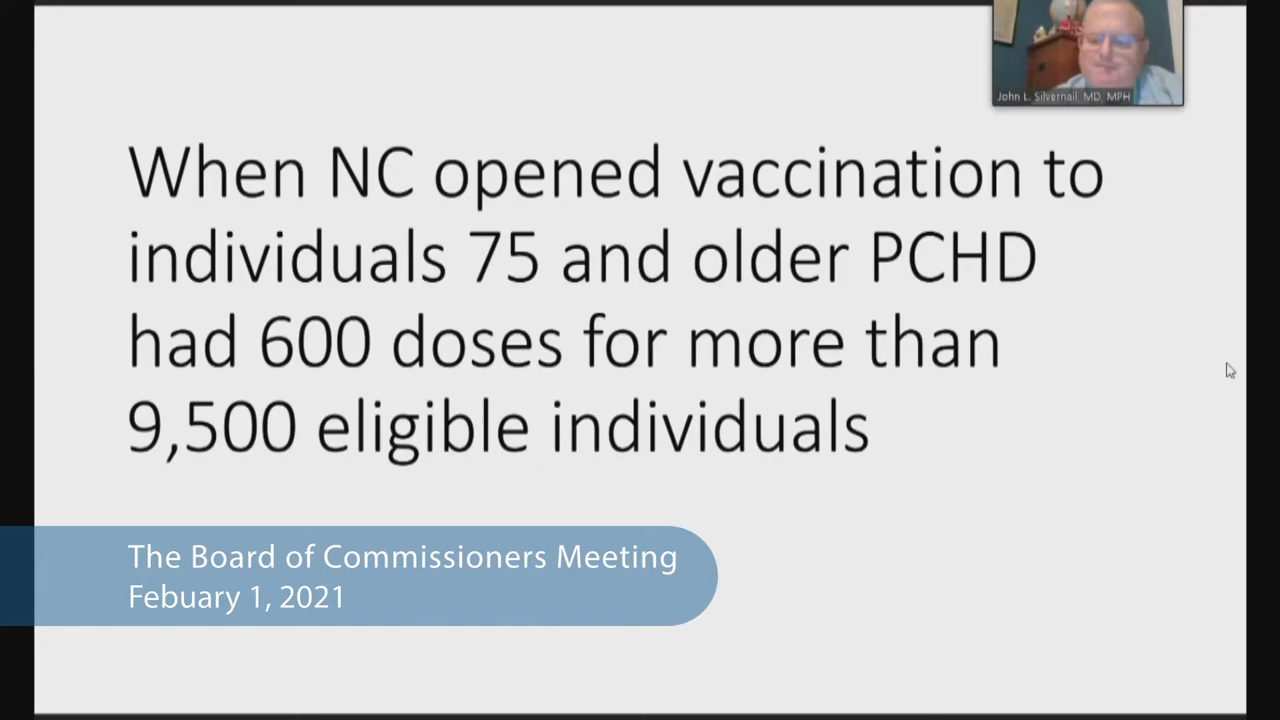 John L. Silvernail, MD, MPH
When NC opened vaccination to
individuals 75 and older PCHD
had 600 doses for more than
9,500 eligible individuals
The Board of Commissioners Meeting
Febuary 1, 2021